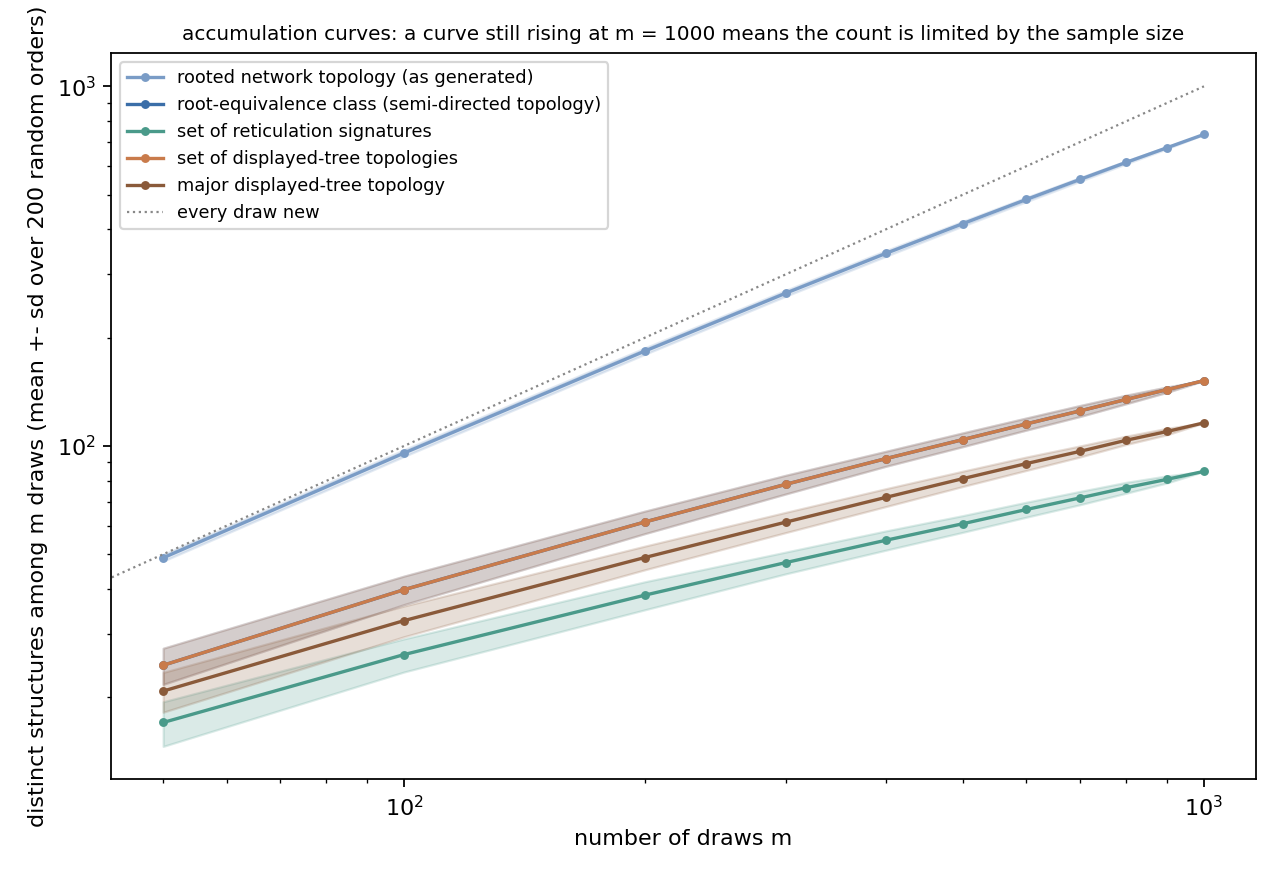 accumulation curves: a curve still rising at m = 1000 means the count is limited by the sample size
distinct structures among m draws (mean +- sd over 200 random orders)
10³
10²
rooted network topology (as generated)
root-equivalence class (semi-directed topology)
set of reticulation signatures
set of displayed-tree topologies
major displayed-tree topology
every draw new
10²
10³
number of draws m